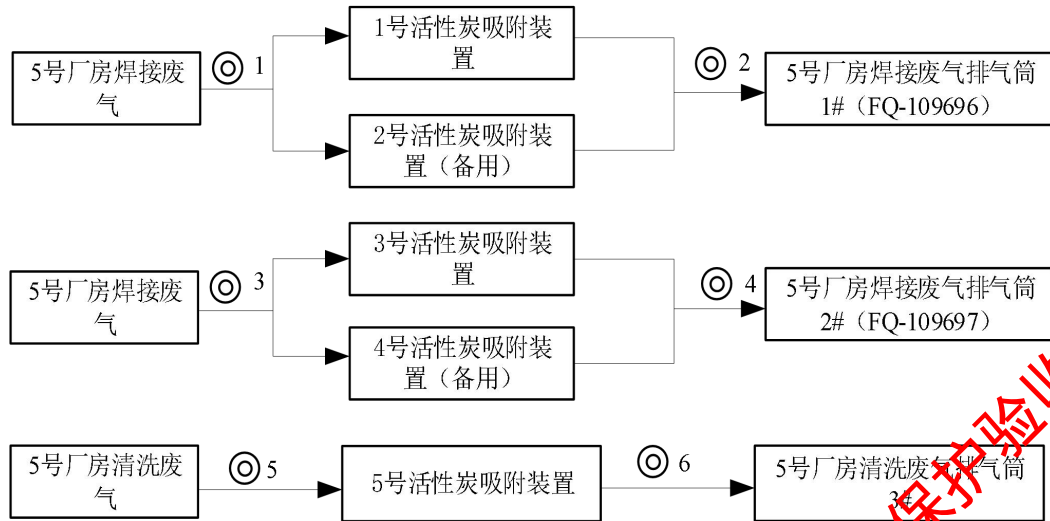 5号厂房焊接废
气
◎ 1
1号活性炭吸附装
置
2号活性炭吸附装
置（备用）
◎ 2
5号厂房焊接废气排气筒
1#（FQ-109696）
5号厂房焊接废
气
◎ 3
3号活性炭吸附装
置
4号活性炭吸附装
置（备用）
◎ 4
5号厂房焊接废气排气筒
2#（FQ-109697）
5号厂房清洗废
气
◎ 5
5号活性炭吸附装置
◎ 6
5号厂房清洗废气排气筒
3#
保护验收